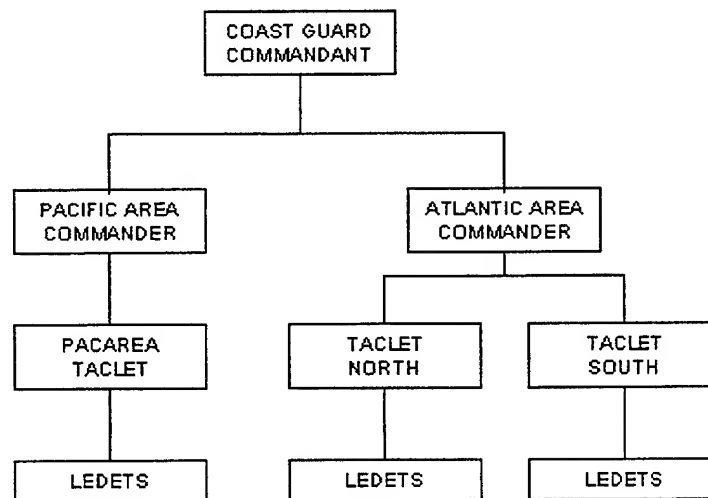 COAST GUARD
COMMANDANT
PACIFIC AREA
COMMANDER
ATLANTIC AREA
COMMANDER
PACAREA
TACLET
TACLET
NORTH
TACLET
SOUTH
LEDETS
LEDETS
LEDETS